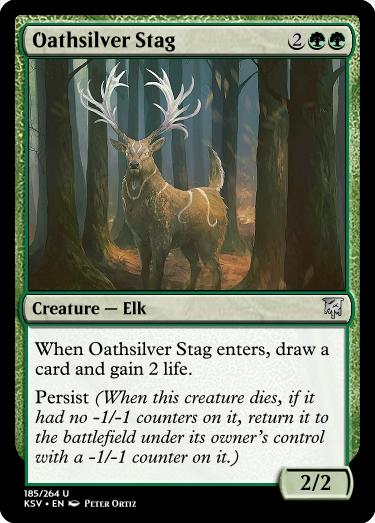 Oathsilver Stag 2
Creature — Elk
When Oathsilver Stag enters, draw a
card and gain 2 life.
Persist (When this creature dies, if it
had no -1/-1 counters on it, return it to
the battlefield under its owner's control
with a -1/-1 counter on it.)
2/2
185/264 U
KSV • EN Peter Ortiz